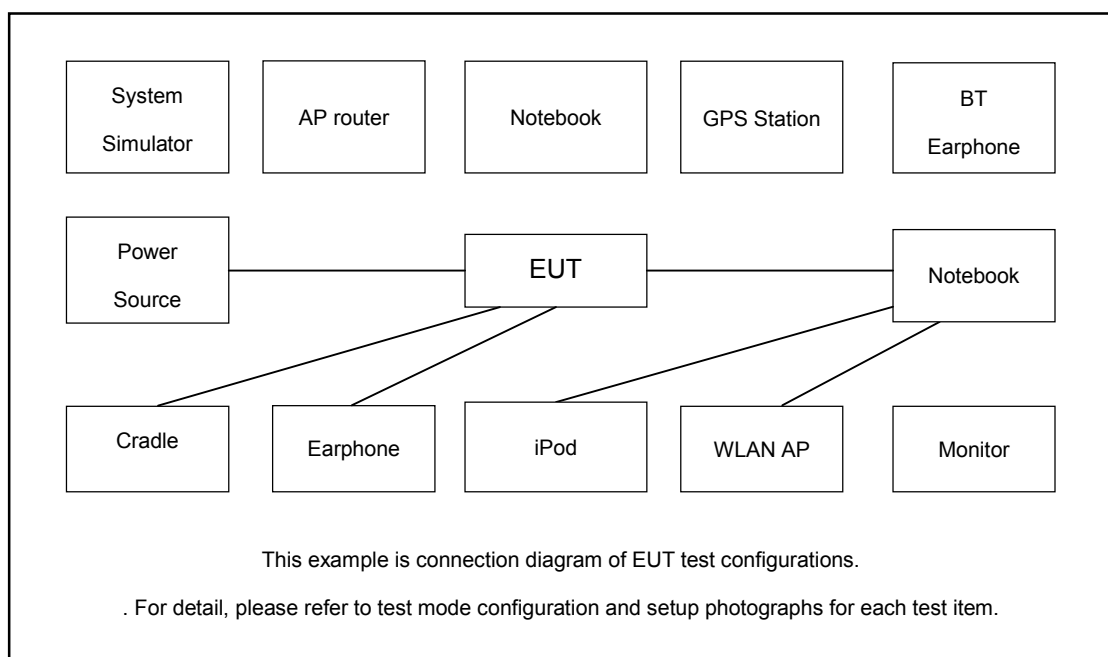 System
Simulator
AP router
Notebook
GPS Station
BT
Earphone
Power
Source
EUT
Notebook
Cradle
Earphone
iPod
WLAN AP
Monitor
This example is connection diagram of EUT test configurations.
. For detail, please refer to test mode configuration and setup photographs for each test item.